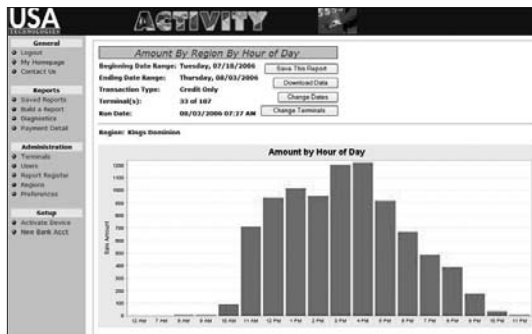 USA
TECHNOLOGIES
ACTIVITY
General
Logout
My Homepage
Contact Us
Reports
Saved Reports
Build a Report
Diagnostics
Payment Detail
Administration
Terminals
Users
Report Register
Regions
Preferences
Setup
Activate Device
New Bank Acct
Amount By Region By Hour of Day
Beginning Date Range: Tuesday, 07/18/2006
Ending Date Range: Thursday, 08/03/2006
Transaction Type: Credit Only
Terminal(s): 33 of 107
Run Date: 08/03/2006 07:27 AM
Save This Report
Download Data
Change Dates
Change Terminals
Region: Kings Dominion
Amount by Hour of Day
Sale Amount
1200
1100
1000
900
800
700
600
500
400
300
200
100
0
12 AM 7 AM 8 AM 9 AM 10 AM 11 AM 12 PM 1 PM 2 PM 3 PM 4 PM 5 PM 6 PM 7 PM 8 PM 9 PM 10 PM 11 PM